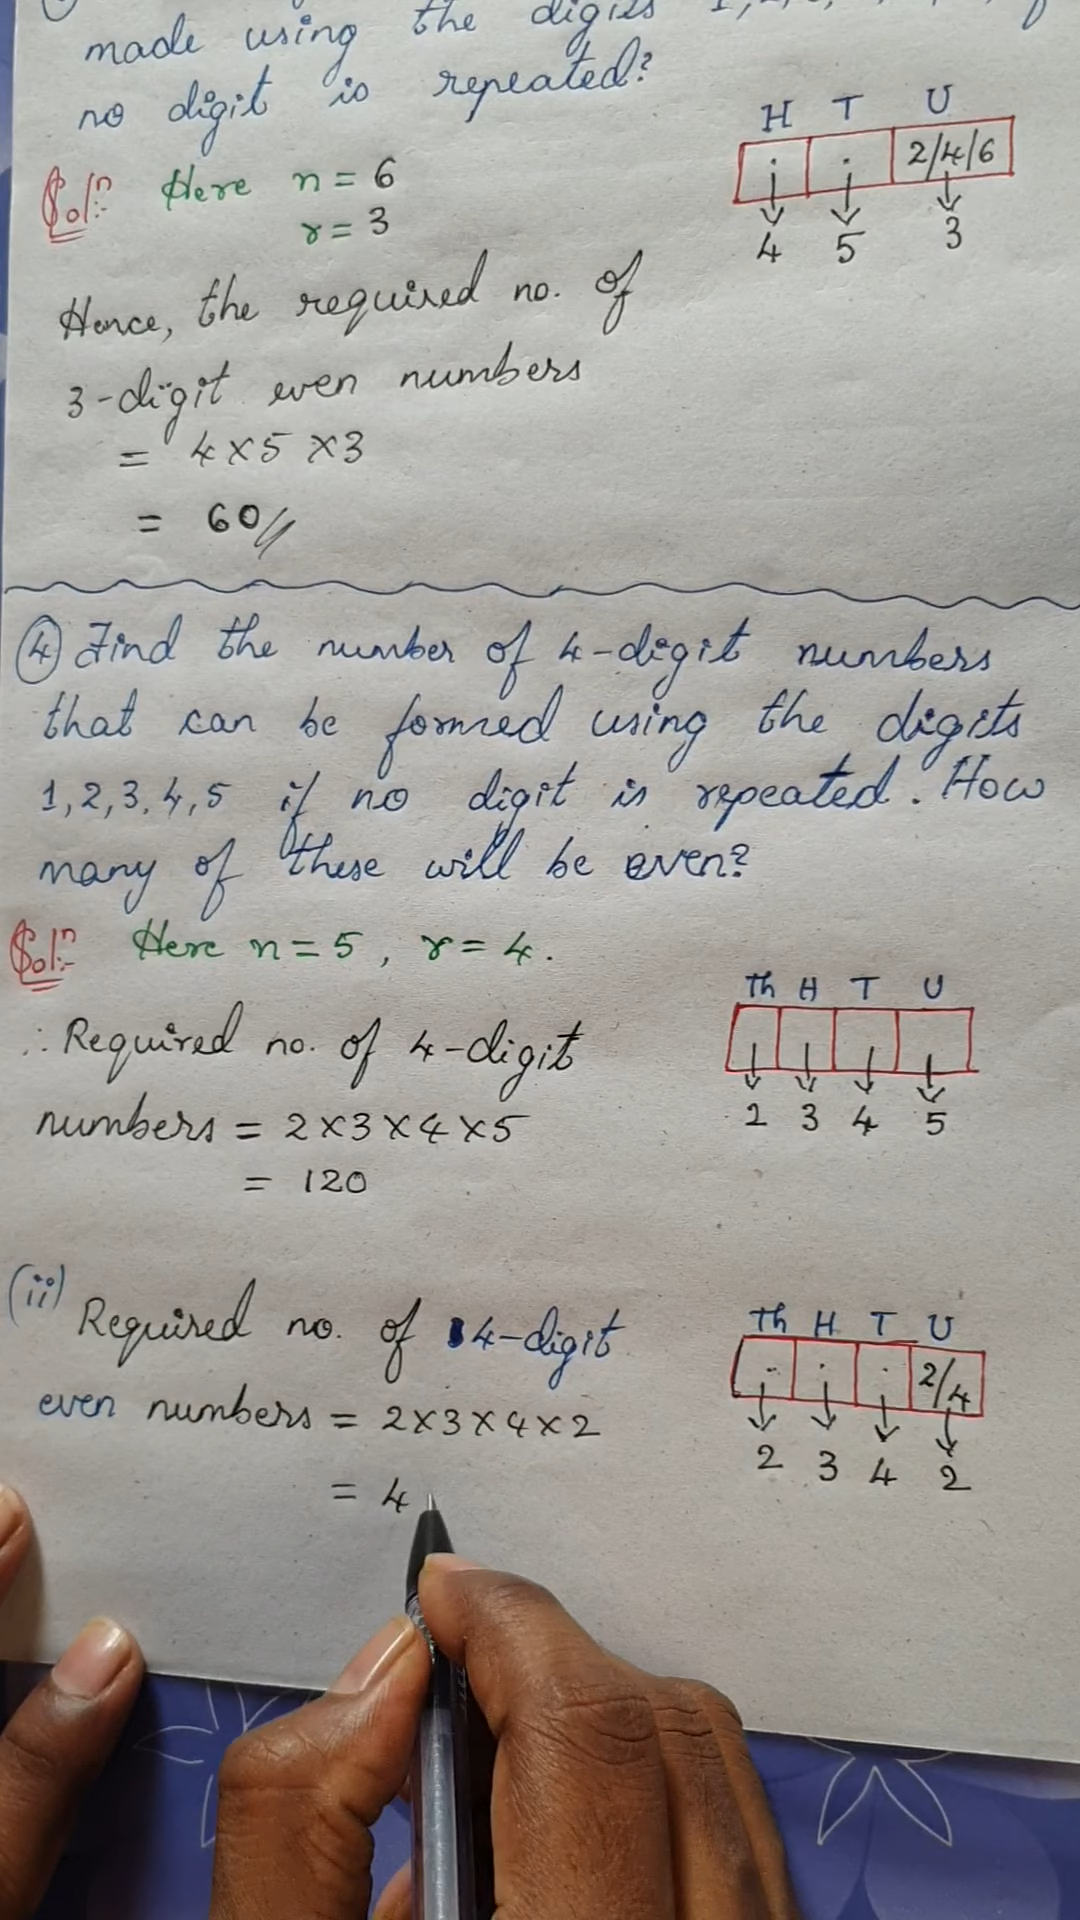 made using the digits 1, 2,
no digit is repeated?
Sol:n Here n = 6
r = 3
H T U
2/4/6
4 5 3
Hence, the required no. of
3-digit even numbers
= 4×5×3
= 60//
④ Find the number of 4-digit numbers
that can be formed using the digits
1,2,3,4,5 if no digit is repeated. How
many of these will be even?
Sol:n Here n = 5, r = 4.
Th H T U
2 3 4 5
∴ Required no. of 4-digit
numbers = 2×3×4×5
= 120
(ii) Required no. of 4-digit
even numbers = 2×3×4×2
= 4
Th H T U
2/4
2 3 4 2